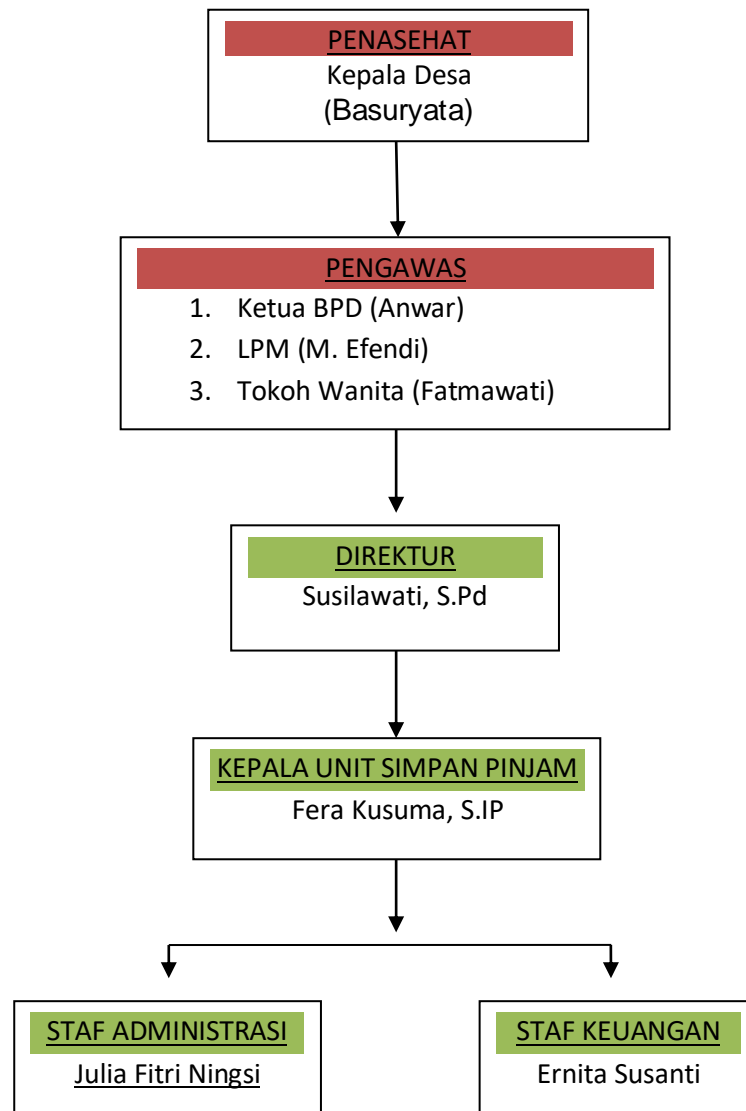 PENASEHAT
Kepala Desa
(Basuryata)
PENGAWAS
1. Ketua BPD (Anwar)
2. LPM (M. Efendi)
3. Tokoh Wanita (Fatmawati)
DIREKTUR
Susilawati, S.Pd
KEPALA UNIT SIMPAN PINJAM
Fera Kusuma, S.IP
STAF ADMINISTRASI
Julia Fitri Ningsi
STAF KEUANGAN
Ernita Susanti